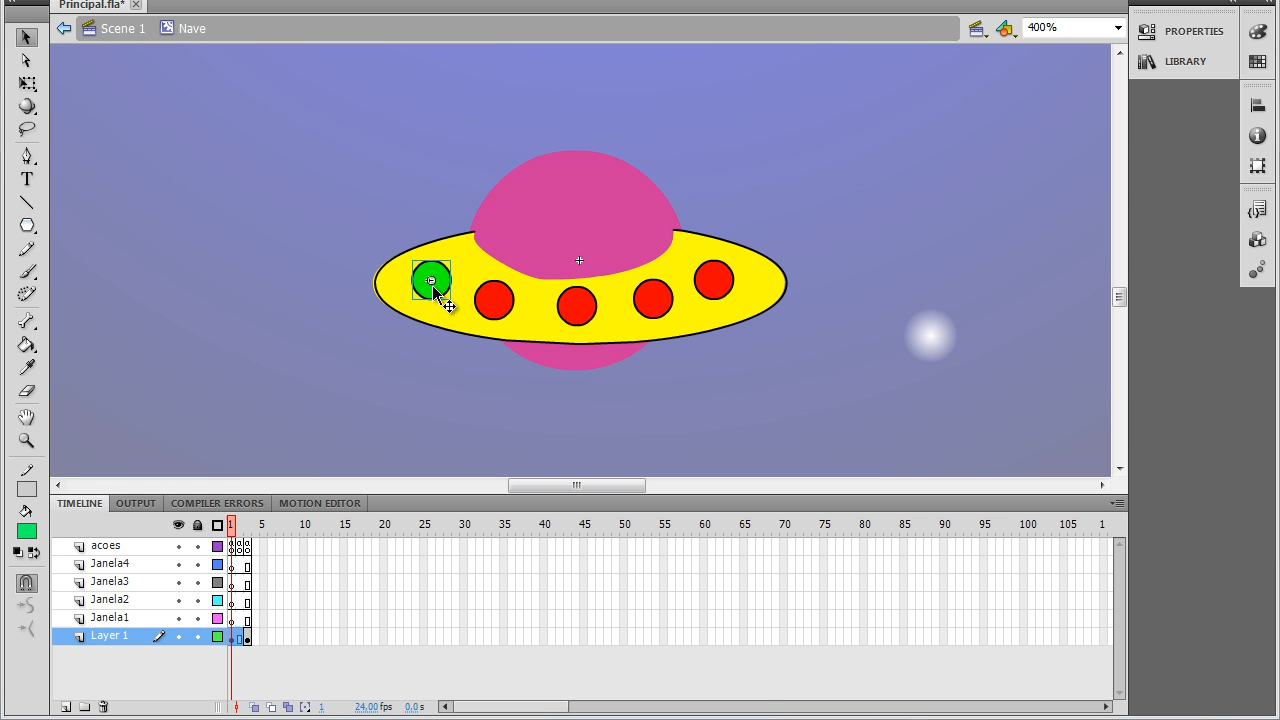 Principal.fla*
Scene 1 Nave 400%
PROPERTIES
LIBRARY
T
TIMELINE OUTPUT COMPILER ERRORS MOTION EDITOR
1 5 10 15 20 25 30 35 40 45 50 55 60 65 70 75 80 85 90 95 100 105 1
acoes
Janela4
Janela3
Janela2
Janela1
Layer 1
1 24.00 fps 0.0 s